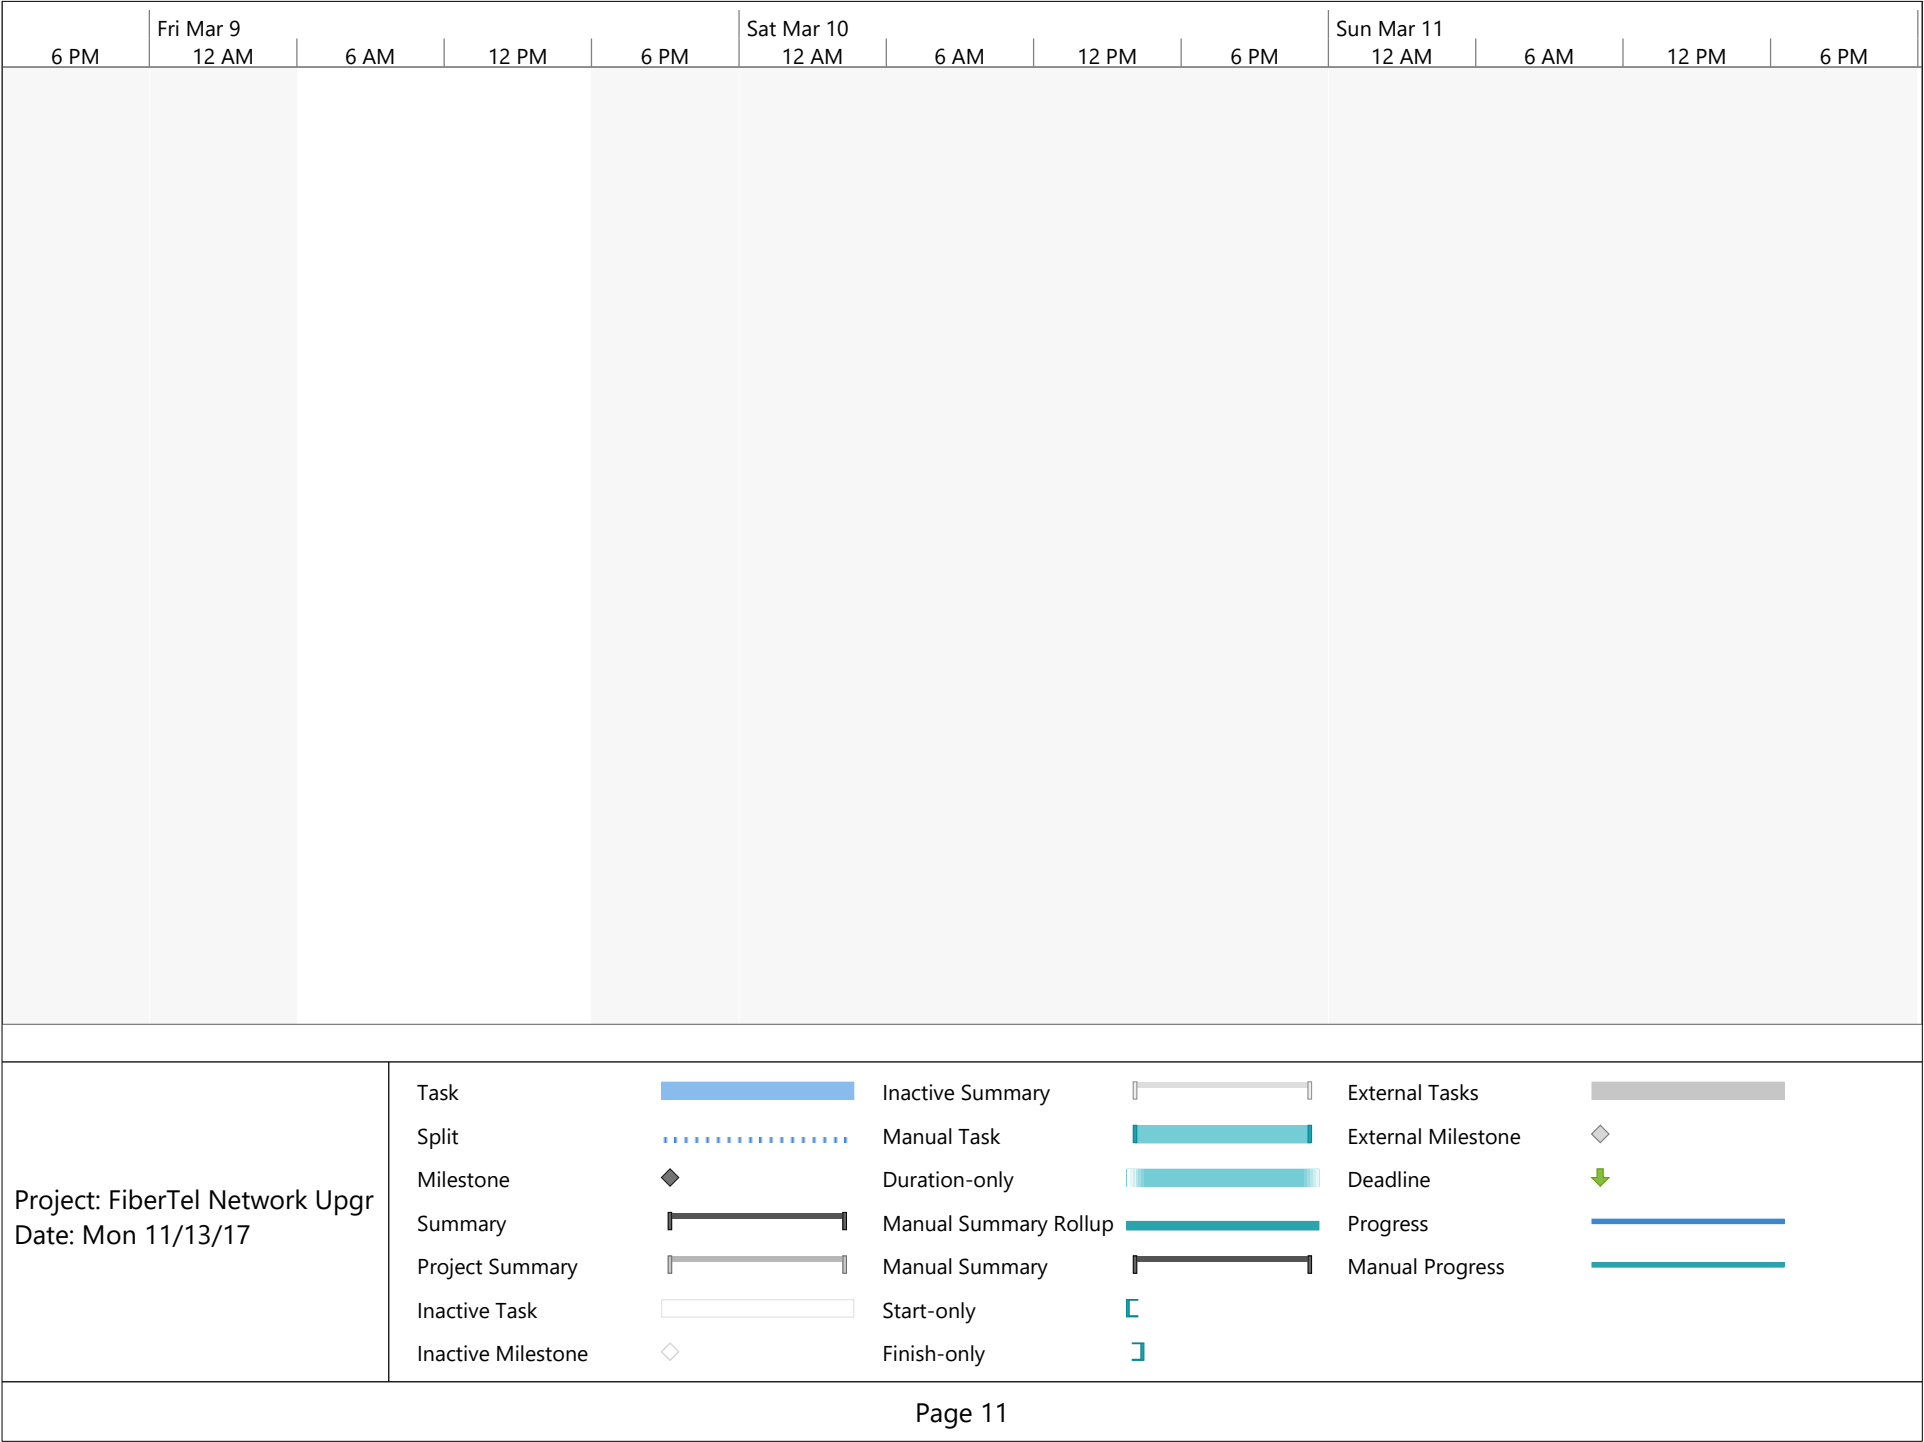 Fri Mar 9 Sat Mar 10 Sun Mar 11
6 PM 12 AM 6 AM 12 PM 6 PM 12 AM 6 AM 12 PM 6 PM 12 AM 6 AM 12 PM 6 PM
Project: FiberTel Network Upgr
Date: Mon 11/13/17
Task
Split
Milestone
Summary
Project Summary
Inactive Task
Inactive Milestone
Inactive Summary
Manual Task
Duration-only
Manual Summary Rollup
Manual Summary
Start-only
Finish-only
External Tasks
External Milestone
Deadline
Progress
Manual Progress
Page 11